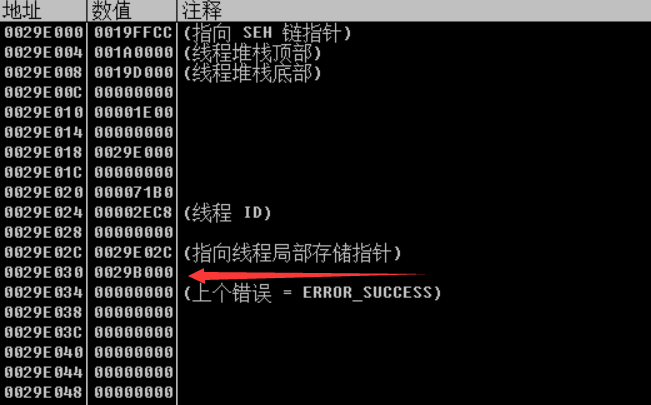 地址 数值 注释
0029E000 0019FFCC (指向 SEH 链指针)
0029E004 001A0000 (线程堆栈顶部)
0029E008 0019D000 (线程堆栈底部)
0029E00C 00000000
0029E010 00001E00
0029E014 00000000
0029E018 0029E000
0029E01C 00000000
0029E020 000071B0
0029E024 00002EC8 (线程 ID)
0029E028 00000000
0029E02C 0029E02C (指向线程局部存储指针)
0029E030 0029B000
0029E034 00000000 (上个错误 = ERROR_SUCCESS)
0029E038 00000000
0029E03C 00000000
0029E040 00000000
0029E044 00000000
0029E048 00000000